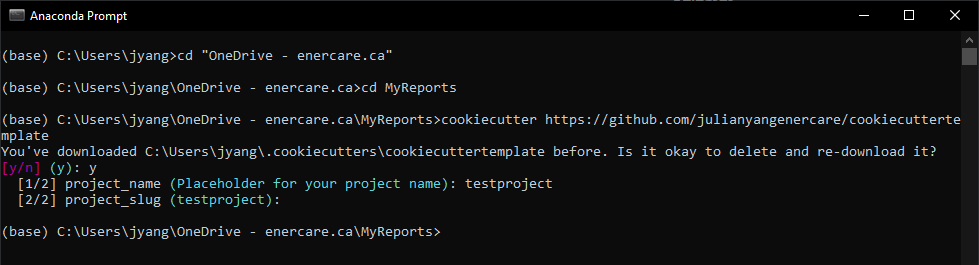 Anaconda Prompt
(base) C:\Users\jyang>cd "OneDrive - enercare.ca"
(base) C:\Users\jyang\OneDrive - enercare.ca>cd MyReports
(base) C:\Users\jyang\OneDrive - enercare.ca\MyReports>cookiecutter https://github.com/julianyangenercare/cookiecutterte
mplate
You've downloaded C:\Users\jyang\.cookiecutters\cookiecuttertemplate before. Is it okay to delete and re-download it?
[y/n] (y): y
  [1/2] project_name (Placeholder for your project name): testproject
  [2/2] project_slug (testproject):
(base) C:\Users\jyang\OneDrive - enercare.ca\MyReports>